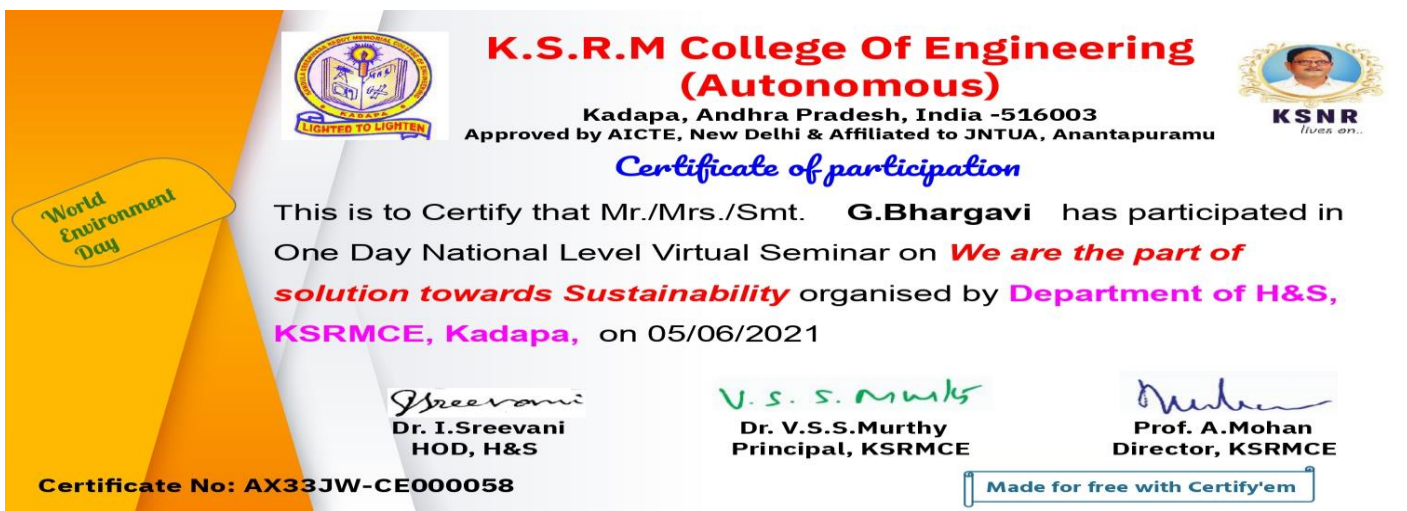 K.S.R.M College Of Engineering
(Autonomous)
Kadapa, Andhra Pradesh, India -516003
Approved by AICTE, New Delhi & Affiliated to JNTUA, Anantapuramu
KADAPA
LIGHTED TO LIGHTEN
KSNR
lives on..
Certificate of participation
World
Environment
Day
This is to Certify that Mr./Mrs./Smt. G.Bhargavi has participated in
One Day National Level Virtual Seminar on We are the part of
solution towards Sustainability organised by Department of H&S,
KSRMCE, Kadapa, on 05/06/2021
V. S. S. Murty
Dr. I.Sreevani
HOD, H&S
Dr. V.S.S.Murthy
Principal, KSRMCE
Prof. A.Mohan
Director, KSRMCE
Certificate No: AX33JW-CE000058
Made for free with Certify'em